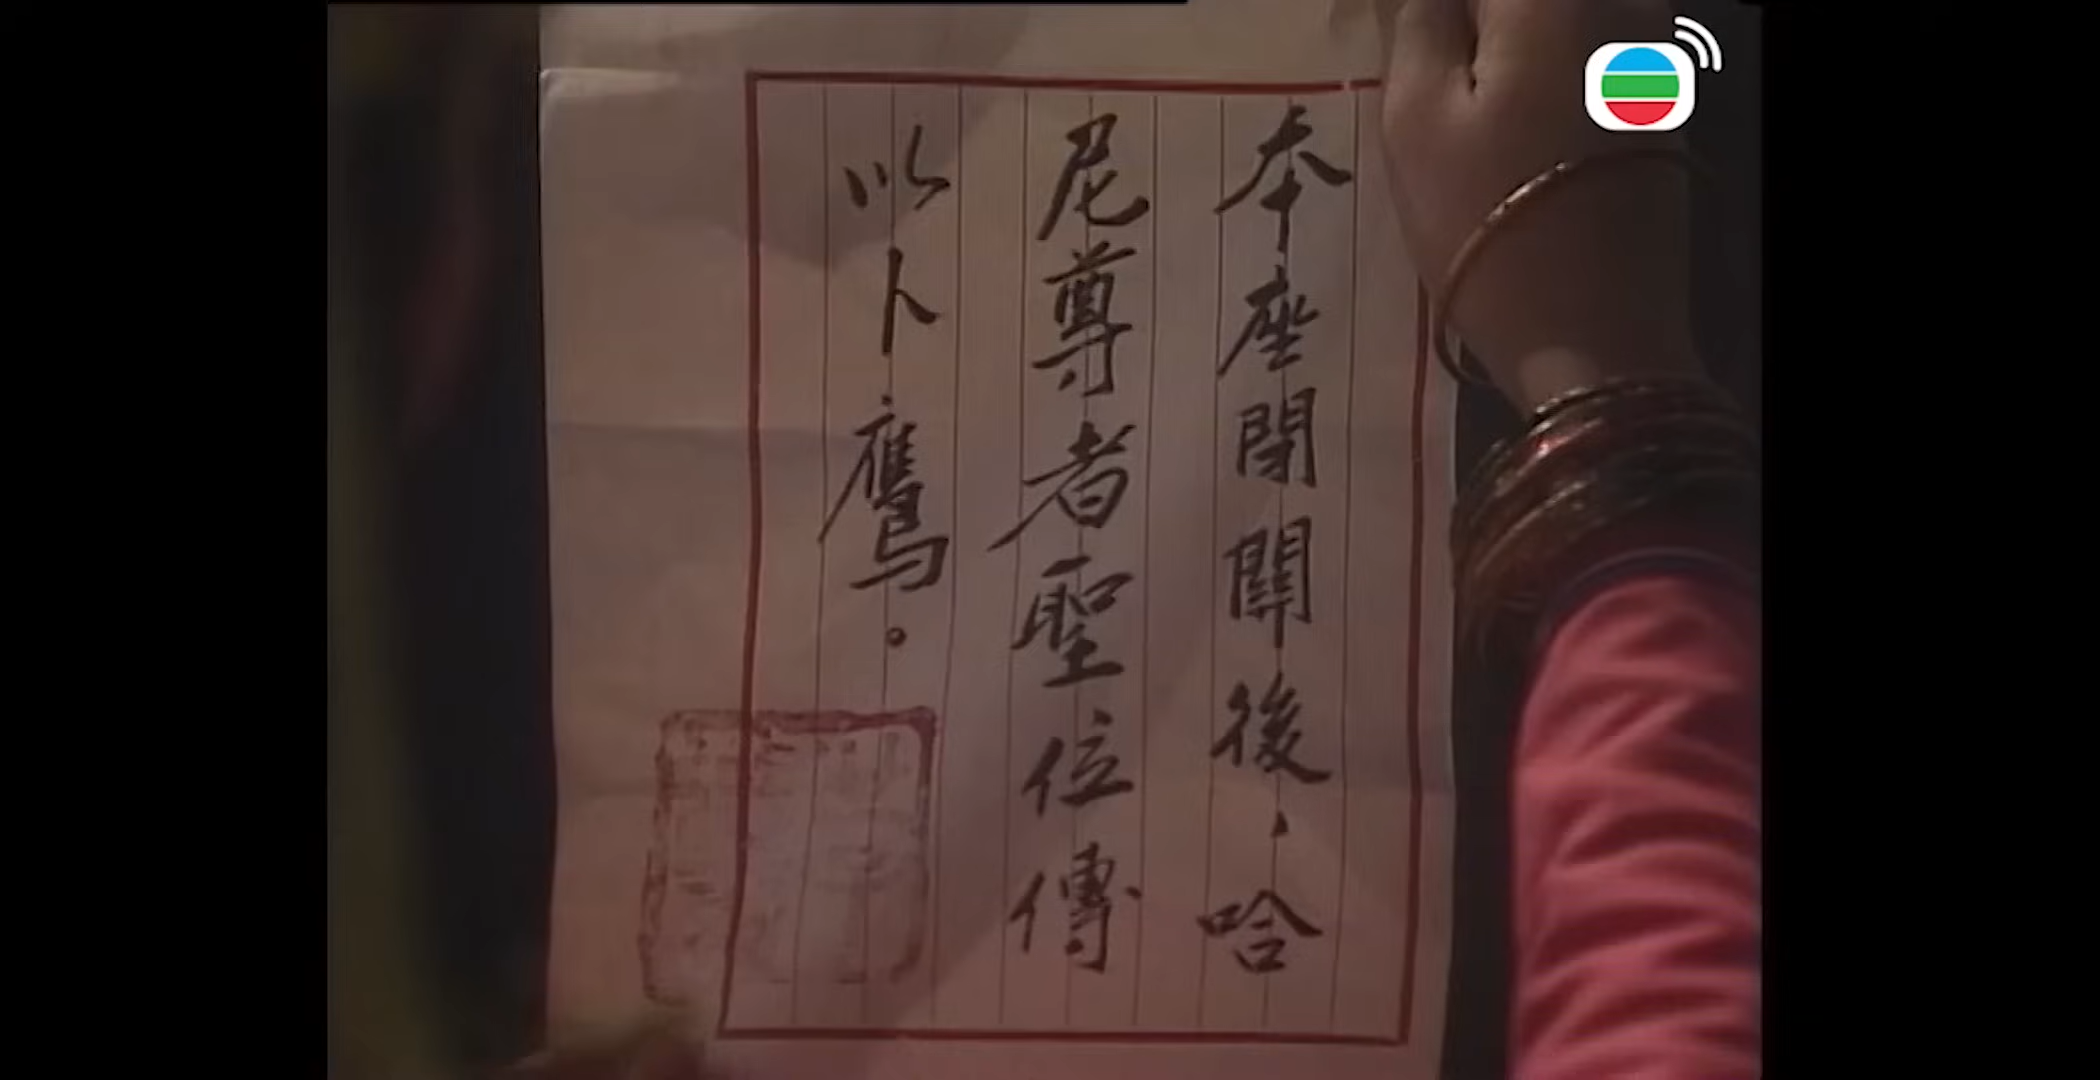 本座閉關後，哈
尼尊者聖位傳
以卜鷹。